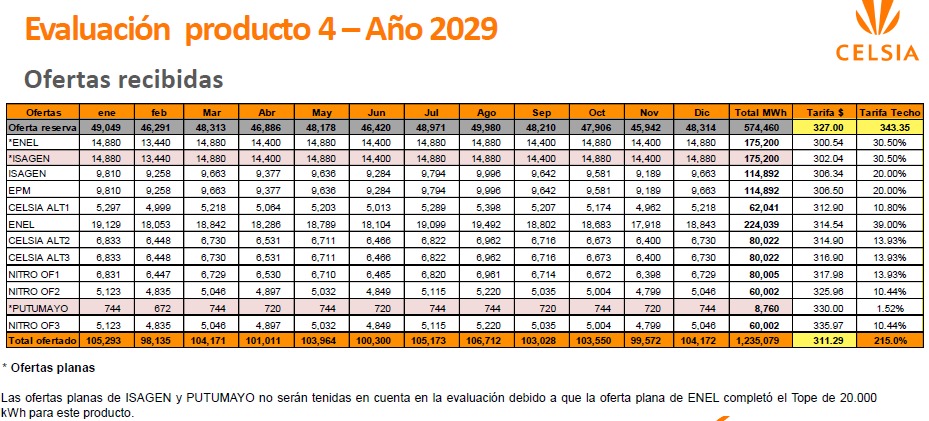 Evaluación producto 4 – Año 2029
CELSIA
Ofertas recibidas
Ofertas ene feb Mar Abr May Jun Jul Ago Sep Oct Nov Dic Total MWh Tarifa $ Tarifa Techo
Oferta reserva 49,049 46,291 48,313 46,886 48,178 46,420 48,971 49,980 48,210 47,906 45,942 48,314 574,460 327.00 343.35
*ENEL 14,880 13,440 14,880 14,400 14,880 14,400 14,880 14,880 14,400 14,880 14,400 14,880 175,200 300.54 30.50%
*ISAGEN 14,880 13,440 14,880 14,400 14,880 14,400 14,880 14,880 14,400 14,880 14,400 14,880 175,200 302.04 30.50%
ISAGEN 9,810 9,258 9,663 9,377 9,636 9,284 9,794 9,996 9,642 9,581 9,189 9,663 114,892 306.34 20.00%
EPM 9,810 9,258 9,663 9,377 9,636 9,284 9,794 9,996 9,642 9,581 9,189 9,663 114,892 306.50 20.00%
CELSIA ALT1 5,297 4,999 5,218 5,064 5,203 5,013 5,289 5,398 5,207 5,174 4,962 5,218 62,041 312.90 10.80%
ENEL 19,129 18,053 18,842 18,286 18,789 18,104 19,099 19,492 18,802 18,683 17,918 18,843 224,039 314.54 39.00%
CELSIA ALT2 6,833 6,448 6,730 6,531 6,711 6,466 6,822 6,962 6,716 6,673 6,400 6,730 80,022 314.90 13.93%
CELSIA ALT3 6,833 6,448 6,730 6,531 6,711 6,466 6,822 6,962 6,716 6,673 6,400 6,730 80,022 316.90 13.93%
NITRO OF1 6,831 6,447 6,729 6,530 6,710 6,465 6,820 6,961 6,714 6,672 6,398 6,729 80,005 317.98 13.93%
NITRO OF2 5,123 4,835 5,046 4,897 5,032 4,849 5,115 5,220 5,035 5,004 4,799 5,046 60,002 325.96 10.44%
*PUTUMAYO 744 672 744 720 744 720 744 744 720 744 720 744 8,760 330.00 1.52%
NITRO OF3 5,123 4,835 5,046 4,897 5,032 4,849 5,115 5,220 5,035 5,004 4,799 5,046 60,002 335.97 10.44%
Total ofertado 105,293 98,135 104,171 101,011 103,964 100,300 105,173 106,712 103,028 103,550 99,572 104,172 1,235,079 311.29 215.0%
* Ofertas planas
Las ofertas planas de ISAGEN y PUTUMAYO no serán tenidas en cuenta en la evaluación debido a que la oferta plana de ENEL completó el Tope de 20.000
kWh para este producto.